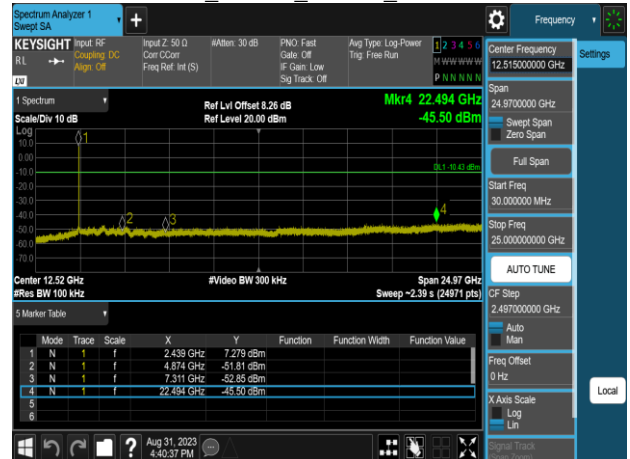 Spectrum Analyzer 1
Swept SA
+
Frequency
KEYSIGHT
RL
LXI
Input: RF
Coupling: DC
Align: Off
Input Z: 50 Ω
Corr CCorr
Freq Ref: Int (S)
#Atten: 30 dB
PNO: Fast
Gate: Off
IF Gain: Low
Sig Track: Off
Avg Type: Log-Power
Trig: Free Run
1 2 3 4 5 6
M W W W W W
P N N N N N
1 Spectrum
Scale/Div 10 dB
Ref Lvl Offset 8.26 dB
Ref Level 20.00 dBm
Mkr4 22.494 GHz
-45.50 dBm
Log
10.0
0.00
-10.0
-20.0
-30.0
-40.0
-50.0
-60.0
-70.0
1
2
3
4
DL1 -10.43 dBm
Center 12.52 GHz
#Video BW 300 kHz
Span 24.97 GHz
#Res BW 100 kHz
Sweep ~2.39 s (24971 pts)
5 Marker Table
Mode Trace Scale X Y Function Function Width Function Value
1 N 1 f 2.439 GHz 7.279 dBm
2 N 1 f 4.874 GHz -51.81 dBm
3 N 1 f 7.311 GHz -52.85 dBm
4 N 1 f 22.494 GHz -45.50 dBm
5
6
?
Aug 31, 2023
4:40:37 PM
Center Frequency
12.515000000 GHz
Settings
Span
24.9700000 GHz
Swept Span
Zero Span
Full Span
Start Freq
30.000000 MHz
Stop Freq
25.000000000 GHz
AUTO TUNE
CF Step
2.497000000 GHz
Auto
Man
Freq Offset
0 Hz
X Axis Scale
Log
Lin
Local
Signal Track
(Span Zoom)